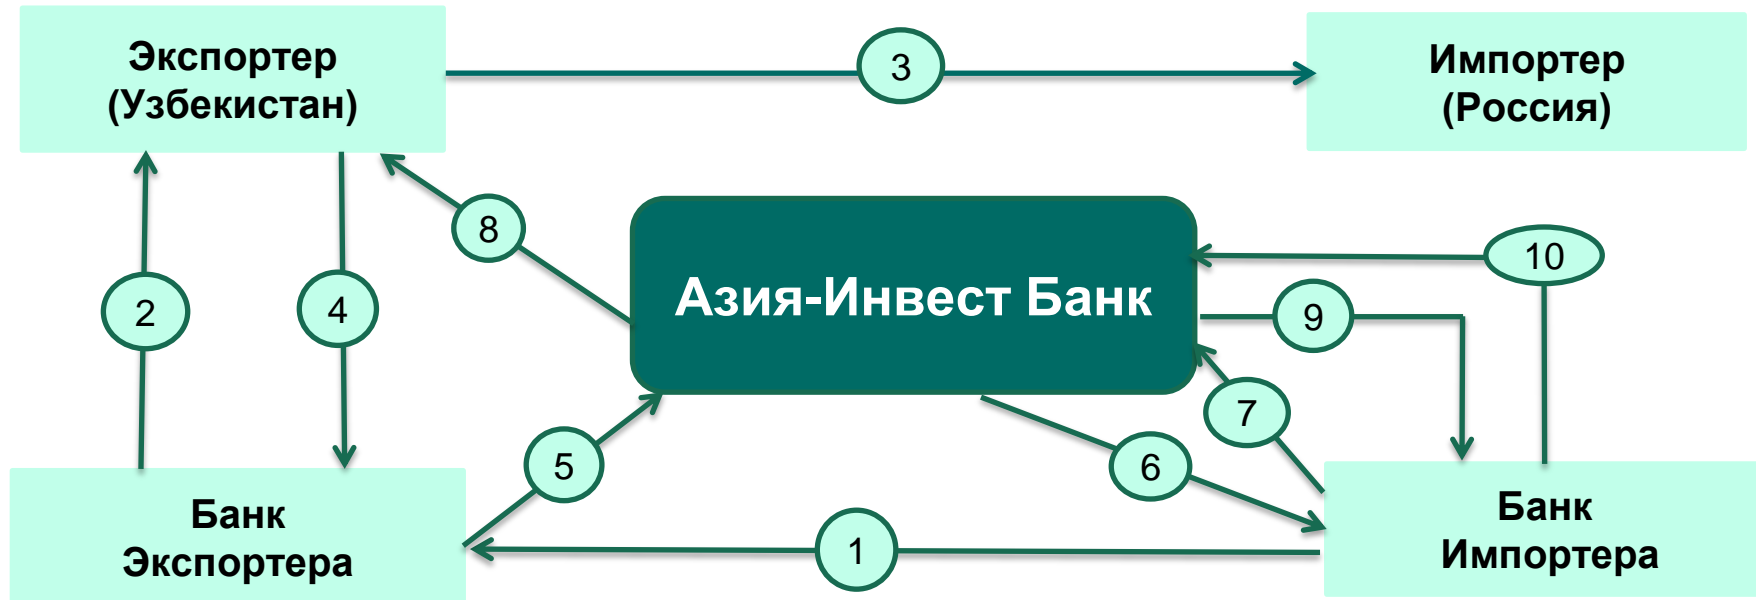 Экспортер
(Узбекистан)
3
Импортер
(Россия)
8
Азия-Инвест Банк
10
2
4
9
7
5
6
Банк
Экспортера
1
Банк
Импортера